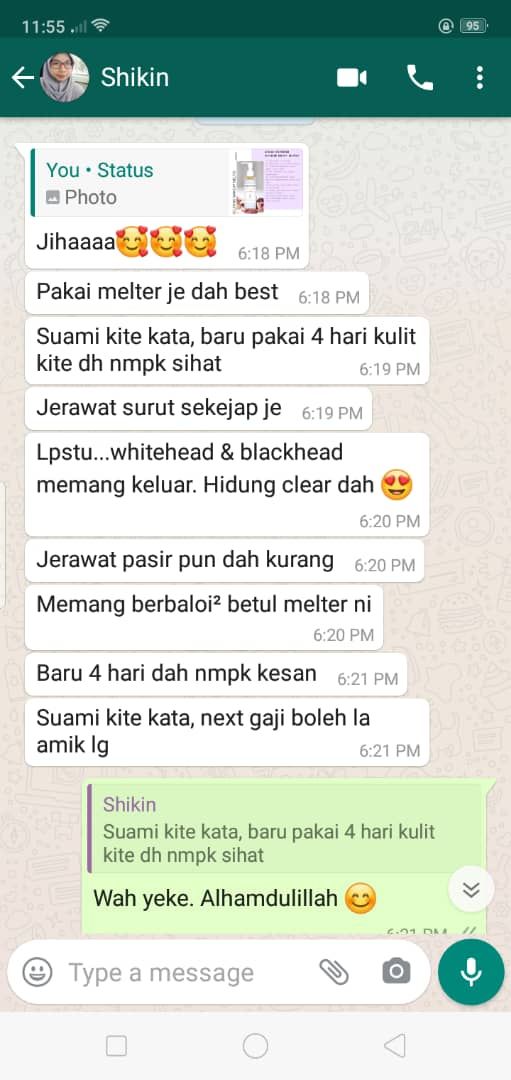 11:55
95
Shikin
You • Status
Photo
Jihaaaa🥰🥰🥰
6:18 PM
Pakai melter je dah best
6:18 PM
Suami kite kata, baru pakai 4 hari kulit
kite dh nmpk sihat
6:19 PM
Jerawat surut sekejap je
6:19 PM
Lpstu...whitehead & blackhead
memang keluar. Hidung clear dah 😍
6:20 PM
Jerawat pasir pun dah kurang
6:20 PM
Memang berbaloi² betul melter ni
6:20 PM
Baru 4 hari dah nmpk kesan
6:21 PM
Suami kite kata, next gaji boleh la
amik lg
6:21 PM
Shikin
Suami kite kata, baru pakai 4 hari kulit
kite dh nmpk sihat
Wah yeke. Alhamdulillah 😊
6:21 PM
Type a message